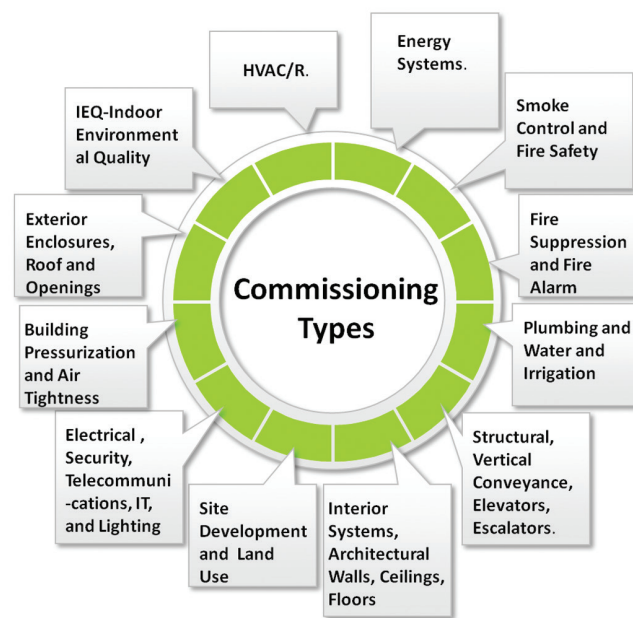 Commissioning
Types
HVAC/R.
Energy
Systems.
Smoke
Control and
Fire Safety
Fire
Suppression
and Fire
Alarm
Plumbing and
Water and
Irrigation
Structural,
Vertical
Conveyance,
Elevators,
Escalators.
Interior
Systems,
Architectural
Walls, Ceilings,
Floors
Site
Development
and Land
Use
Electrical ,
Security,
Telecommuni
-cations, IT,
and Lighting
Building
Pressurization
and Air
Tightness
Exterior
Enclosures,
Roof and
Openings
IEQ-Indoor
Environment
al Quality